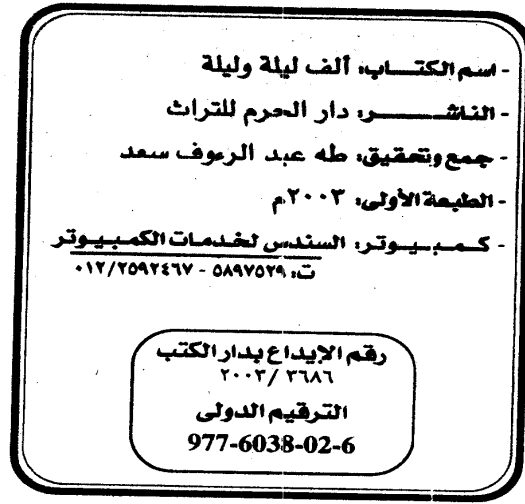 - اسم الكتاب: ألف ليلة وليلة
- الناشر: دار الحرم للتراث
- جمع وتحقيق: طه عبد الرءوف سعد
- الطبعة الأولى: ٢٠٠٣م
- كمبيوتر: السندس لخدمات الكمبيوتر
ت: ٥٨٩٧٥٢٩ - ٠١٢/٢٥٩٢٤٦٧
رقم الإيداع بدار الكتب
٢٠٠٣/٣٦٨٦
الترقيم الدولى
977-6038-02-6